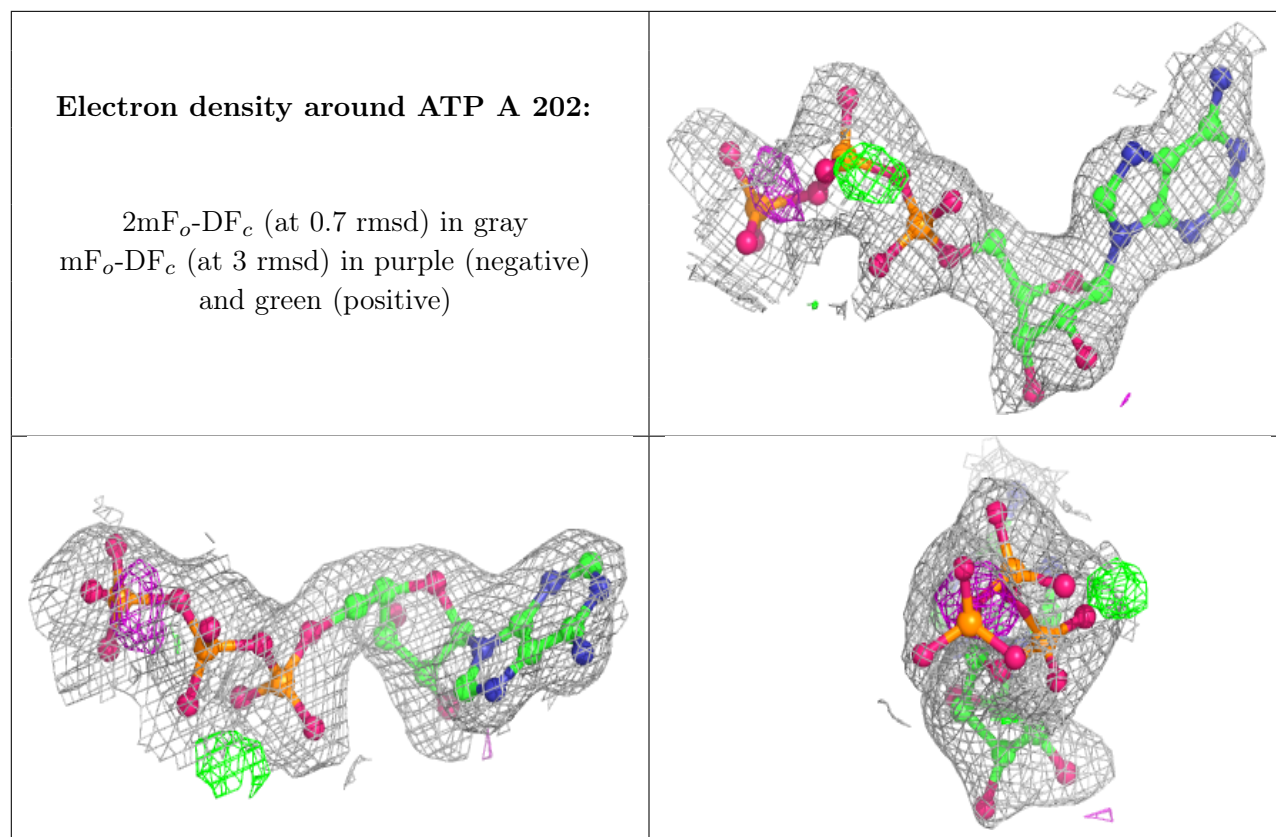 Electron density around ATP A 202:
2mFₒ-DF𝒸 (at 0.7 rmsd) in gray
mFₒ-DF𝒸 (at 3 rmsd) in purple (negative)
and green (positive)